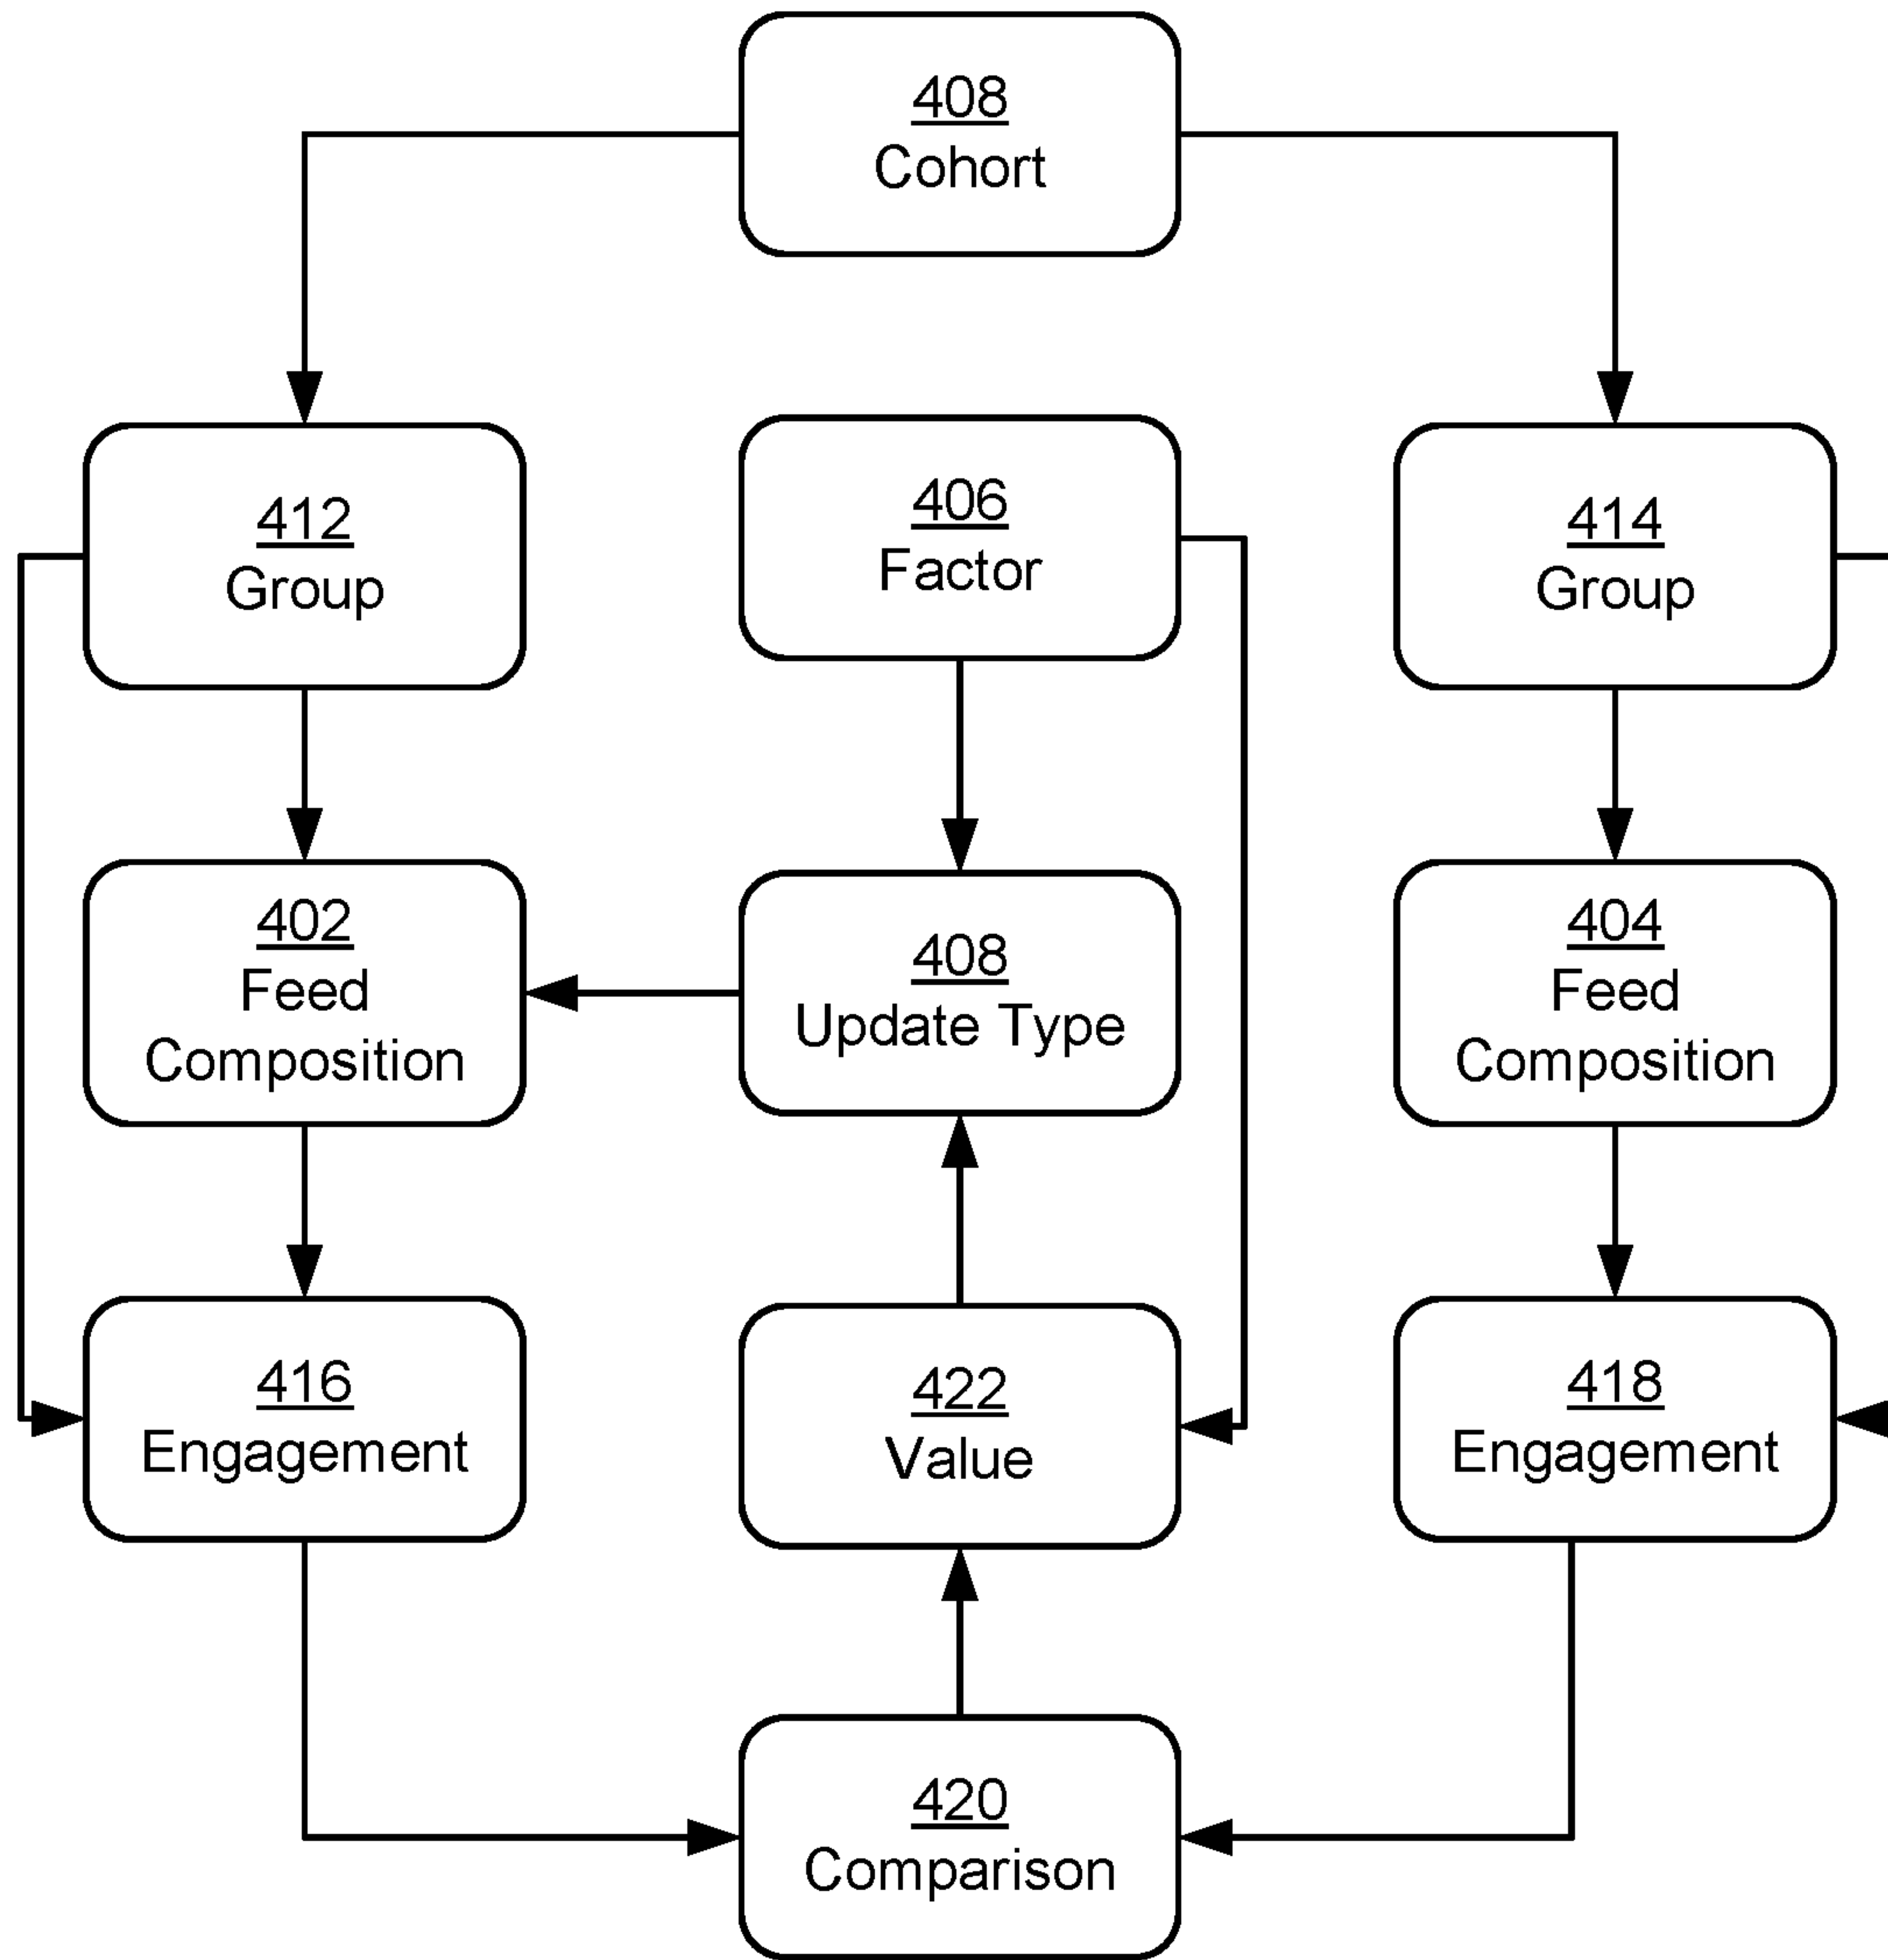 408
Cohort
412
Group
406
Factor
414
Group
402
Feed
Composition
408
Update Type
404
Feed
Composition
416
Engagement
422
Value
418
Engagement
420
Comparison